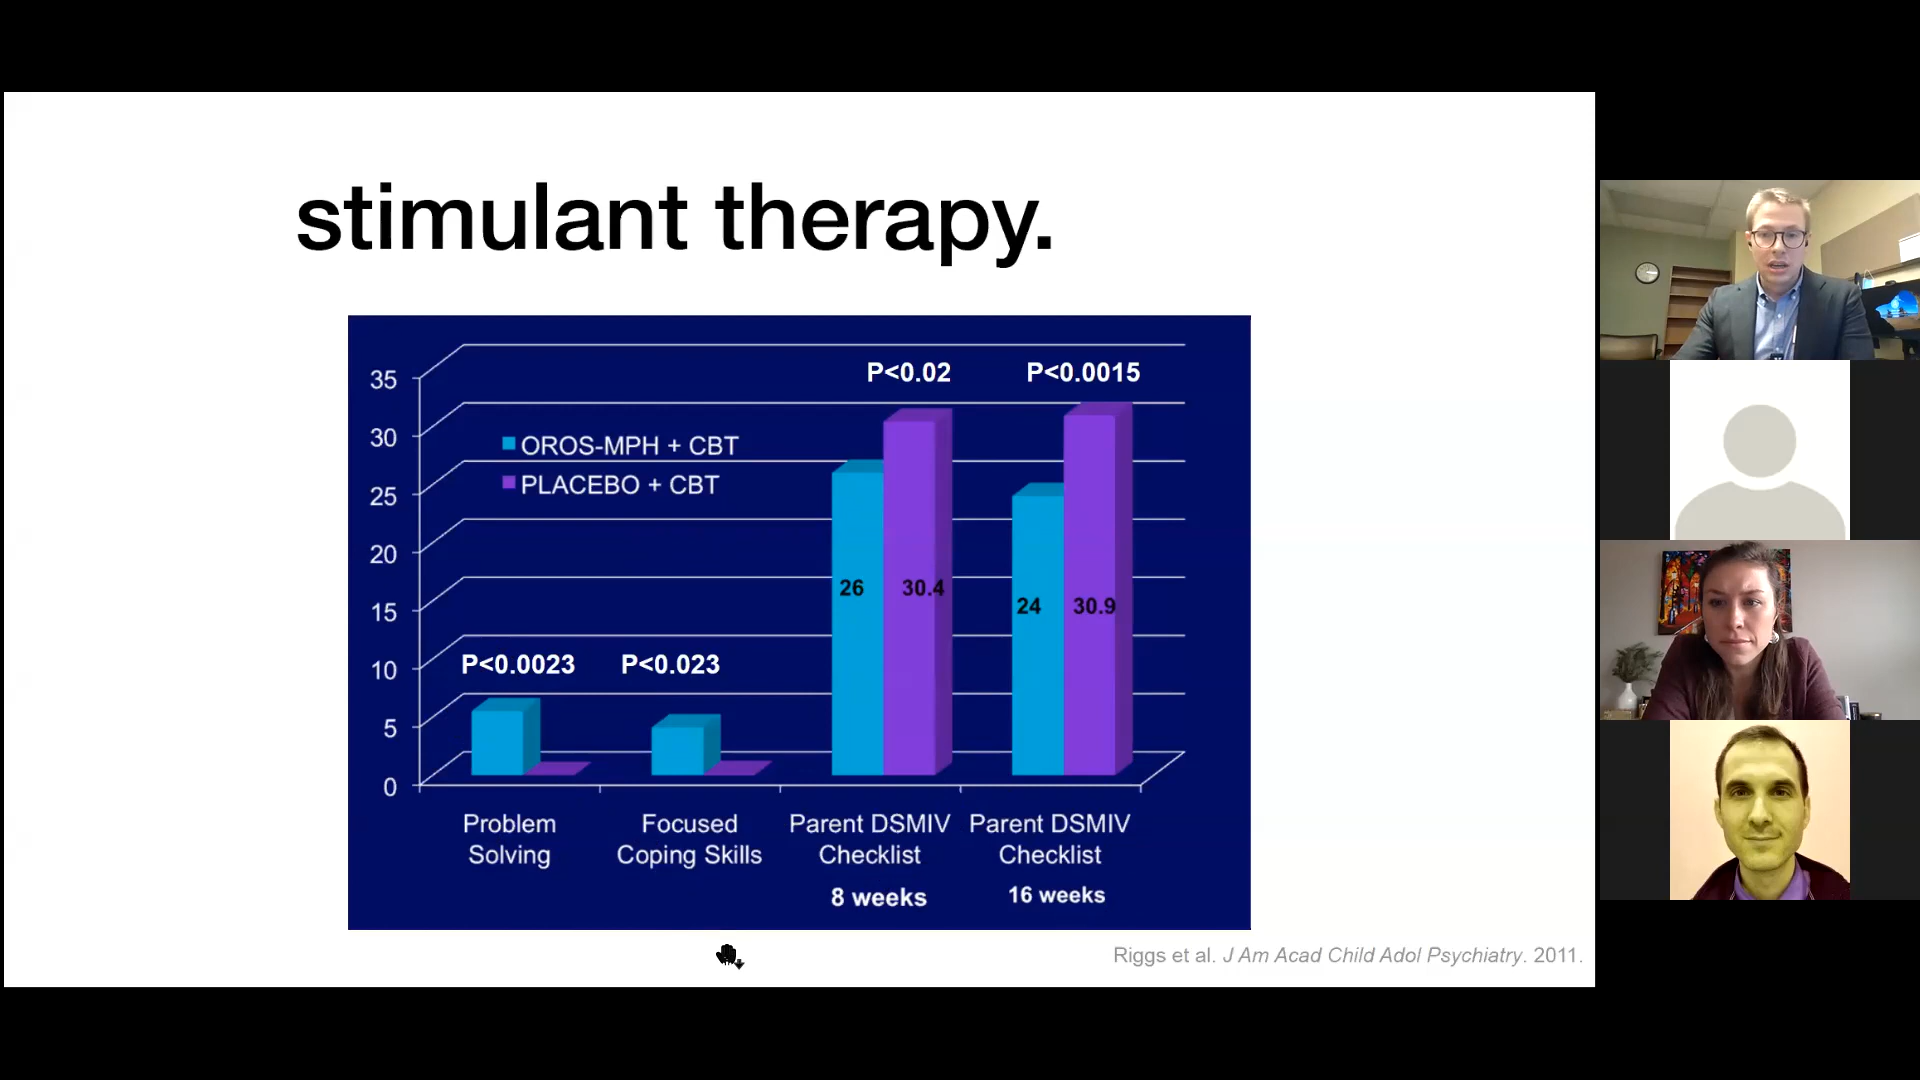 stimulant therapy.
35
30
25
20
15
10
5
0
OROS-MPH + CBT
PLACEBO + CBT
P<0.0023
P<0.023
P<0.02
P<0.0015
26
30.4
24
30.9
Problem
Solving
Focused
Coping Skills
Parent DSMIV
Checklist
8 weeks
Parent DSMIV
Checklist
16 weeks
Riggs et al. J Am Acad Child Adol Psychiatry. 2011.